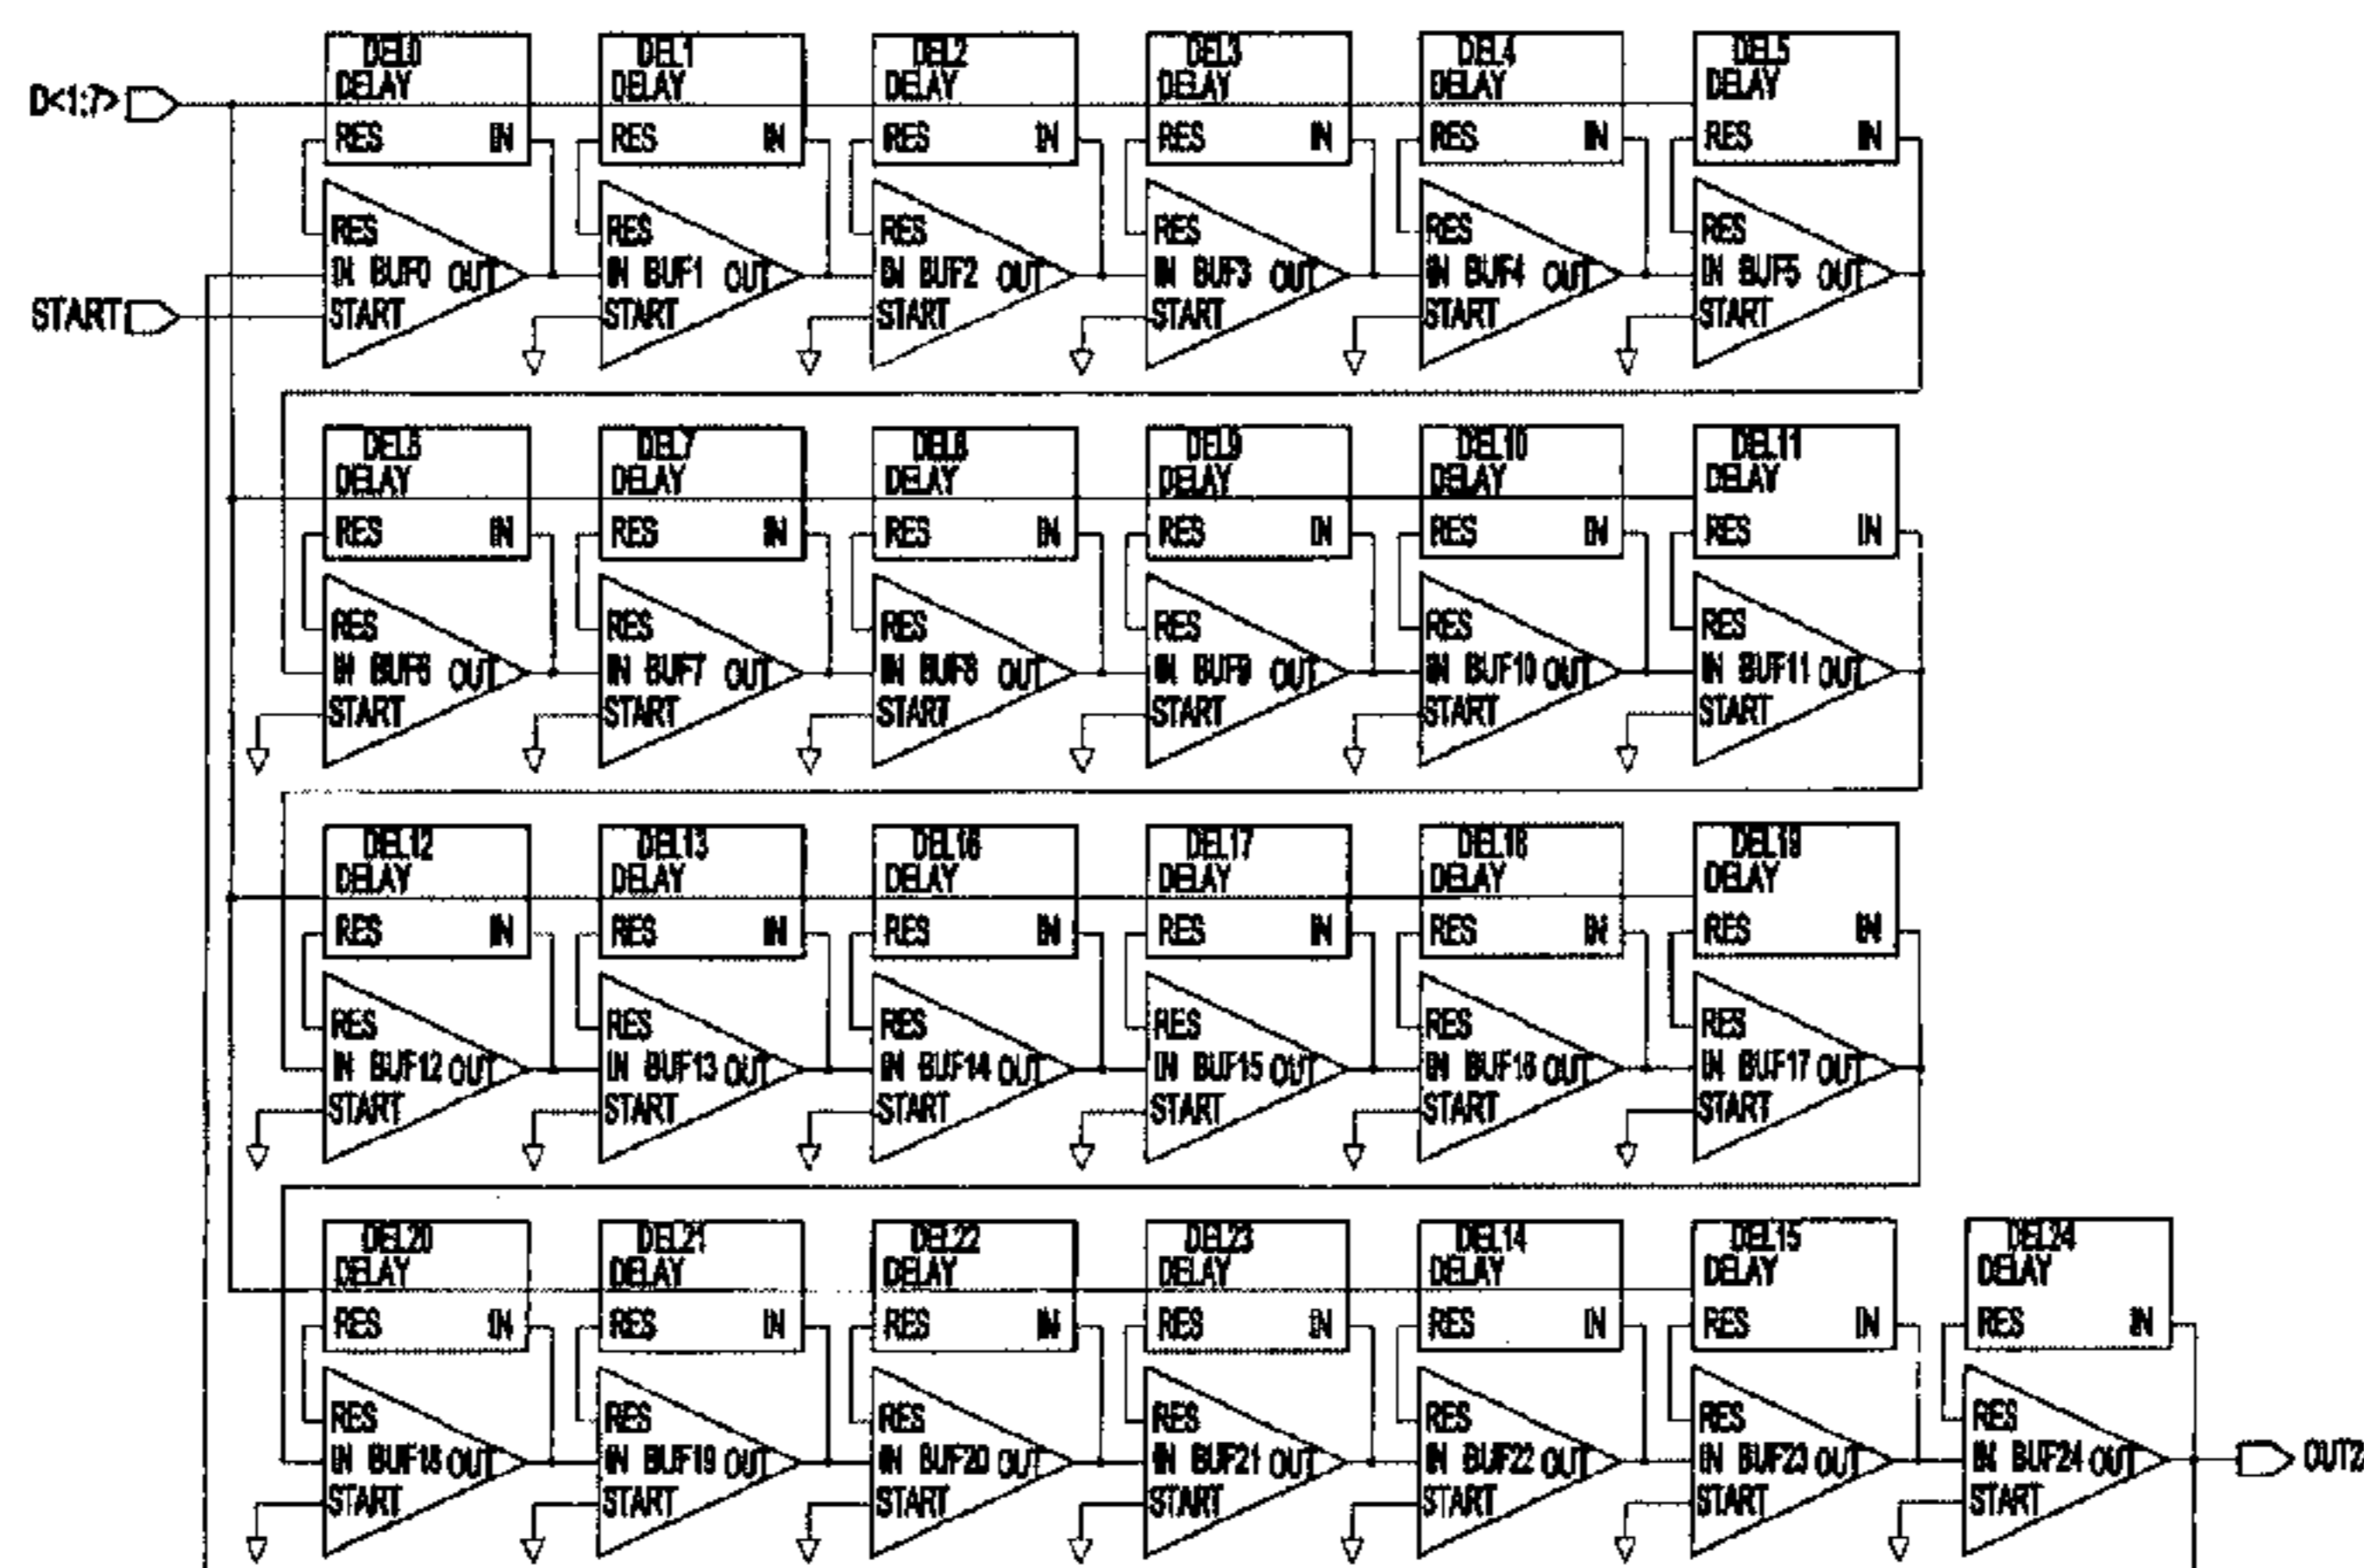 DEL0 DEL1 DEL2 DEL3 DEL4 DEL5
D<1:7> DELAY DELAY DELAY DELAY DELAY DELAY
RES IN RES IN RES IN RES IN RES IN RES IN
RES RES RES RES RES RES
IN BUF0 OUT IN BUF1 OUT IN BUF2 OUT IN BUF3 OUT IN BUF4 OUT IN BUF5 OUT
START START START START START START START
DEL7 DEL8 DEL9 DEL10 DEL11
DELAY DELAY DELAY DELAY DELAY DELAY
RES IN RES IN RES IN RES IN RES IN RES IN
RES RES RES RES RES RES
IN BUF6 OUT IN BUF7 OUT IN BUF8 OUT IN BUF9 OUT IN BUF10 OUT IN BUF11 OUT
START START START START START START
DEL12 DEL13 DEL16 DEL17 DEL18 DEL19
DELAY DELAY DELAY DELAY DELAY DELAY
RES IN RES IN RES IN RES IN RES IN RES IN
RES RES RES RES RES RES
IN BUF12 OUT IN BUF13 OUT IN BUF14 OUT IN BUF15 OUT IN BUF16 OUT IN BUF17 OUT
START START START START START START
DEL20 DEL21 DEL22 DEL23 DEL14 DEL15 DEL24
DELAY DELAY DELAY DELAY DELAY DELAY DELAY
RES IN RES IN RES IN RES IN RES IN RES IN RES IN
RES RES RES RES RES RES RES
IN BUF18 OUT IN BUF19 OUT IN BUF20 OUT IN BUF21 OUT IN BUF22 OUT IN BUF23 OUT IN BUF24 OUT
START START START START START START START